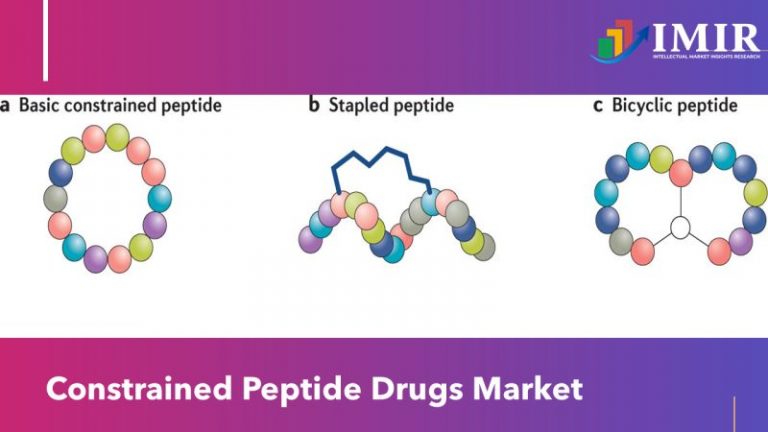 IMIR
INTELLECTUAL MARKET INSIGHTS RESEARCH
a Basic constrained peptide
b Stapled peptide
c Bicyclic peptide
Constrained Peptide Drugs Market